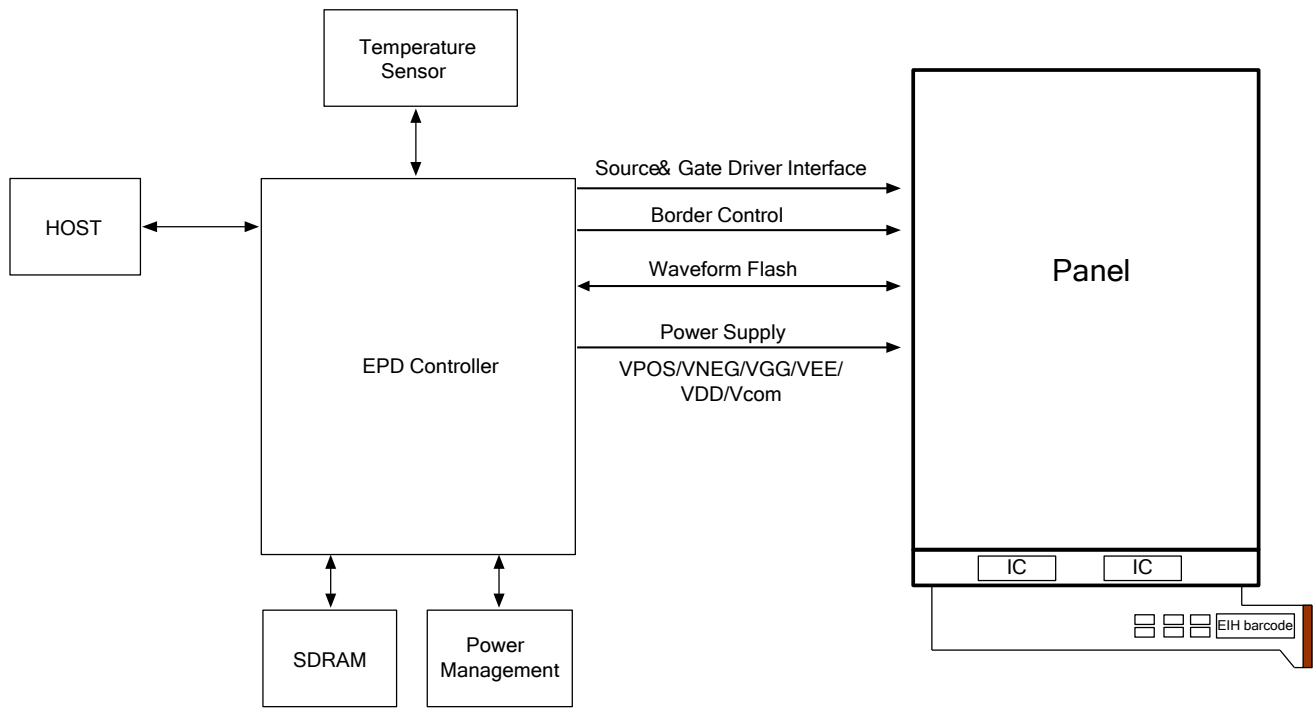 Temperature
Sensor
HOST
EPD Controller
Source& Gate Driver Interface
Border Control
Waveform Flash
Power Supply
VPOS/VNEG/VGG/VEE/
VDD/Vcom
Panel
IC
IC
EIH barcode
SDRAM
Power
Management